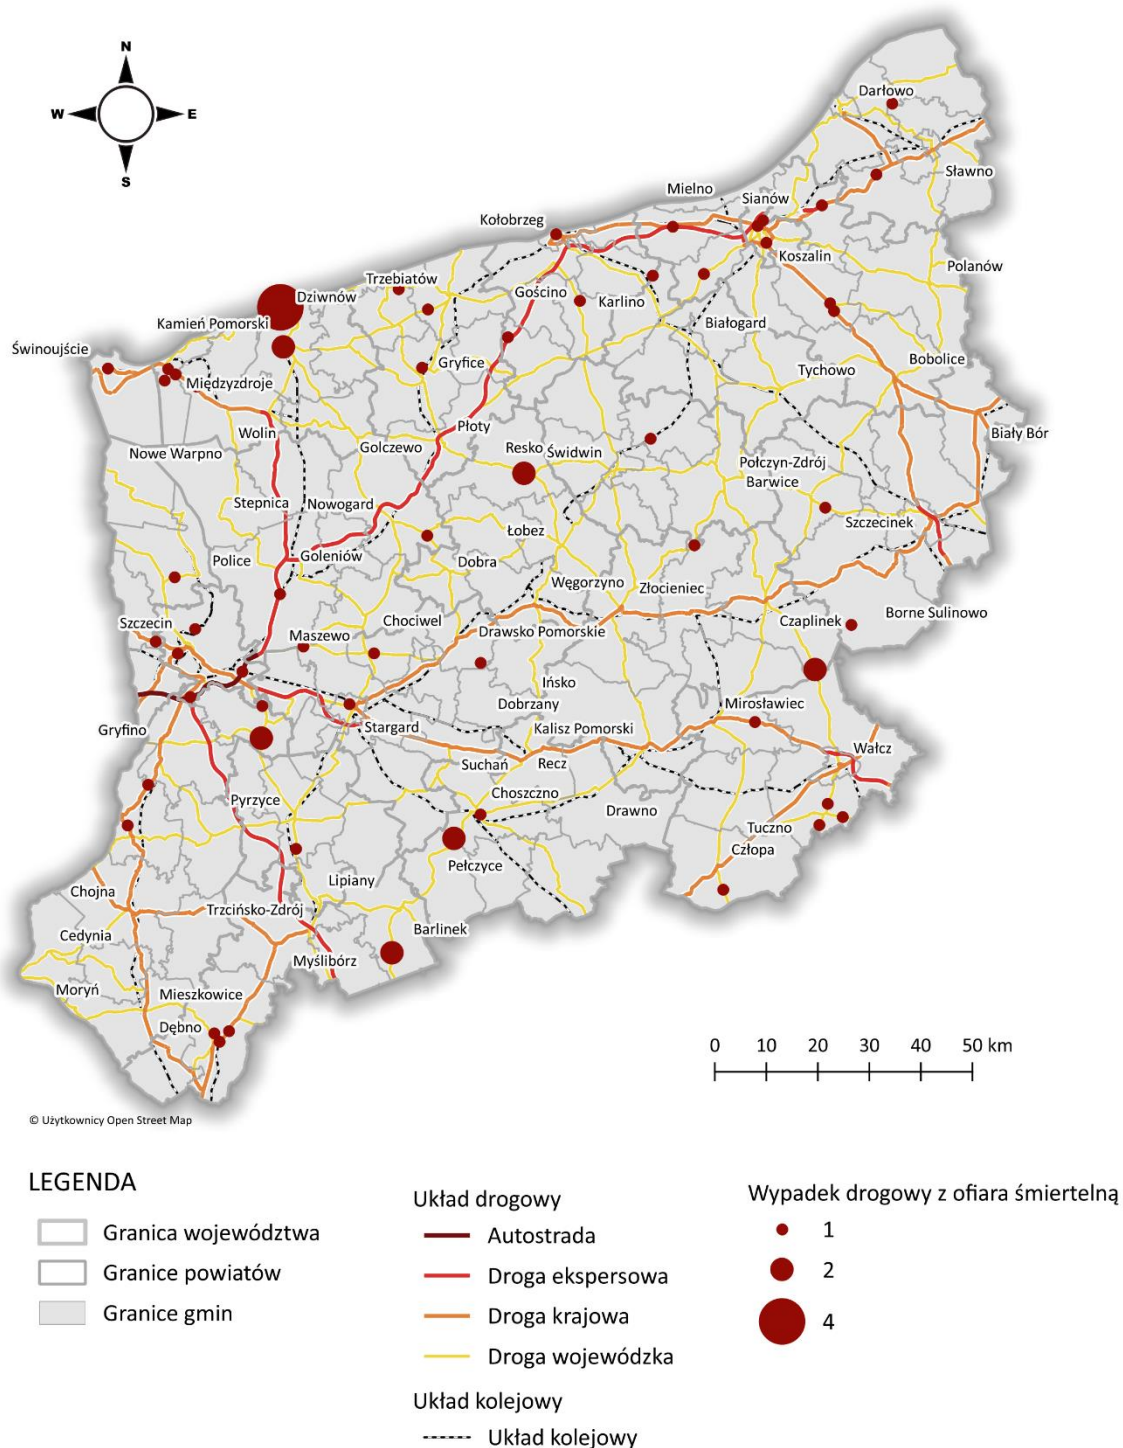 N
W
E
S
Darłowo
Sławno
Mielno
Sianów
Kołobrzeg
Koszalin
Polanów
Trzebiatów
Dziwnów
Gościno
Karlino
Kamień Pomorski
Białogard
Świnoujście
Międzyzdroje
Gryfice
Bobolice
Tychowo
Wolin
Płoty
Biały Bór
Nowe Warpno
Golczewo
Resko
Świdwin
Połczyn-Zdrój
Barwice
Stepnica
Nowogard
Szczecinek
Łobez
Police
Goleniów
Dobra
Węgorzyno
Złocieniec
Borne Sulinowo
Szczecin
Maszewo
Chociwel
Drawsko Pomorskie
Czaplinek
Ińsko
Dobrzany
Mirosławiec
Gryfino
Stargard
Kalisz Pomorski
Wałcz
Suchań
Recz
Pyrzyce
Choszczno
Drawno
Tuczno
Człopa
Pełczyce
Lipiany
Chojna
Trzcińsko-Zdrój
Barlinek
Cedynia
Myślibórz
Moryń
Mieszkowice
Dębno
0 10 20 30 40 50 km
© Użytkownicy Open Street Map
LEGENDA
Granica województwa
Granice powiatów
Granice gmin
Układ drogowy
Autostrada
Droga ekspersowa
Droga krajowa
Droga wojewódzka
Układ kolejowy
Układ kolejowy
Wypadek drogowy z ofiara śmiertelną
1
2
4